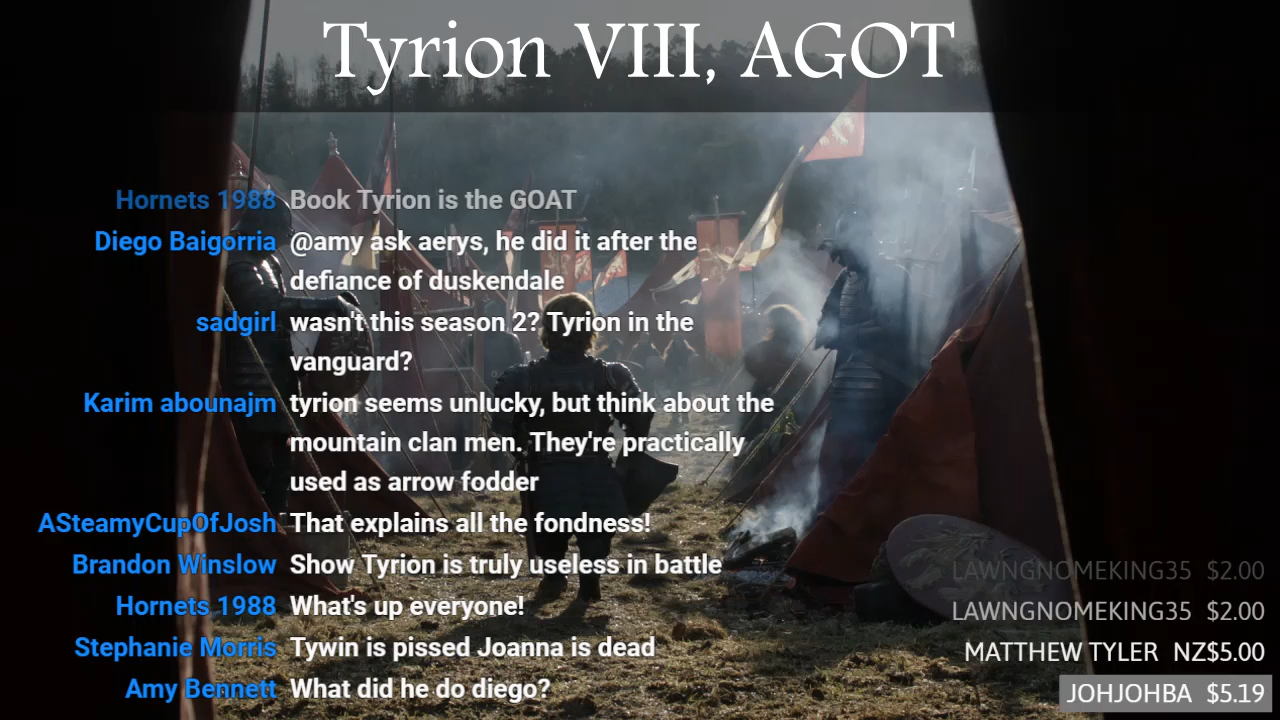 Tyrion VIII, AGOT
Hornets 1988 Book Tyrion is the GOAT
Diego Baigorria @amy ask aerys, he did it after the
defiance of duskendale
sadgirl wasn't this season 2? Tyrion in the
vanguard?
Karim abounajm tyrion seems unlucky, but think about the
mountain clan men. They're practically
used as arrow fodder
ASteamyCupOfJosh That explains all the fondness!
Brandon Winslow Show Tyrion is truly useless in battle
Hornets 1988 What's up everyone!
Stephanie Morris Tywin is pissed Joanna is dead
Amy Bennett What did he do diego?
LAWNGNOMEKING35 $2.00
LAWNGNOMEKING35 $2.00
MATTHEW TYLER NZ$5.00
JOHJOHBA $5.19